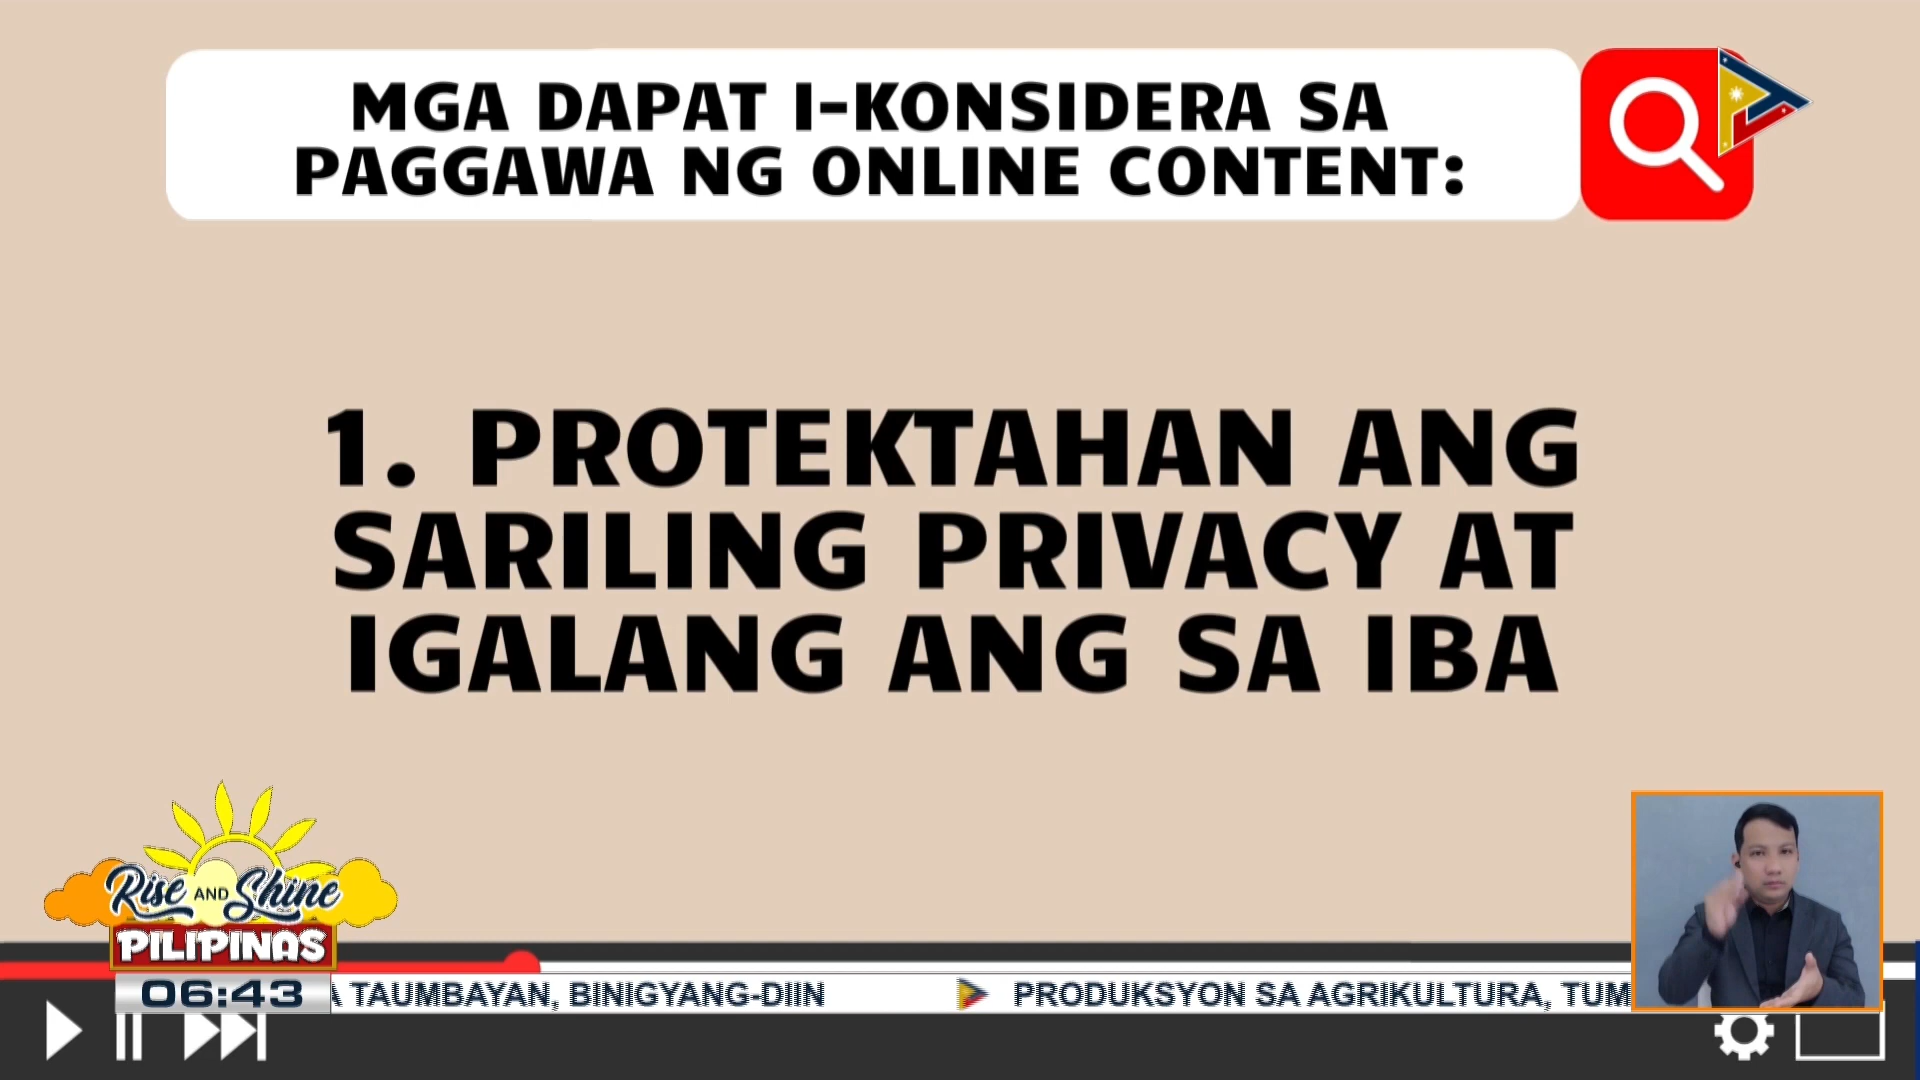 MGA DAPAT I-KONSIDERA SA
PAGGAWA NG ONLINE CONTENT:
1. PROTEKTAHAN ANG
SARILING PRIVACY AT
IGALANG ANG SA IBA
Rise AND Shine
PILIPINAS
06:43
A TAUMBAYAN, BINIGYANG-DIIN PRODUKSYON SA AGRIKULTURA, TUM